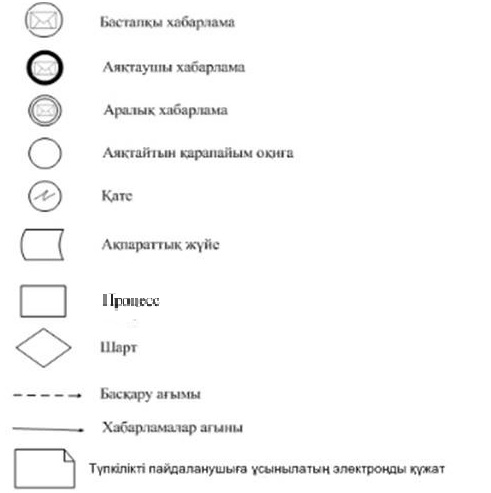 Бастапқы хабарлама
Аяқтаушы хабарлама
Аралық хабарлама
Аяқтайтын қарапайым оқиға
Қате
Ақпараттық жүйе
Процесс
Шарт
Басқару ағымы
Хабарламалар ағыны
Түпкілікті пайдаланушыға ұсынылатың электронды құжат